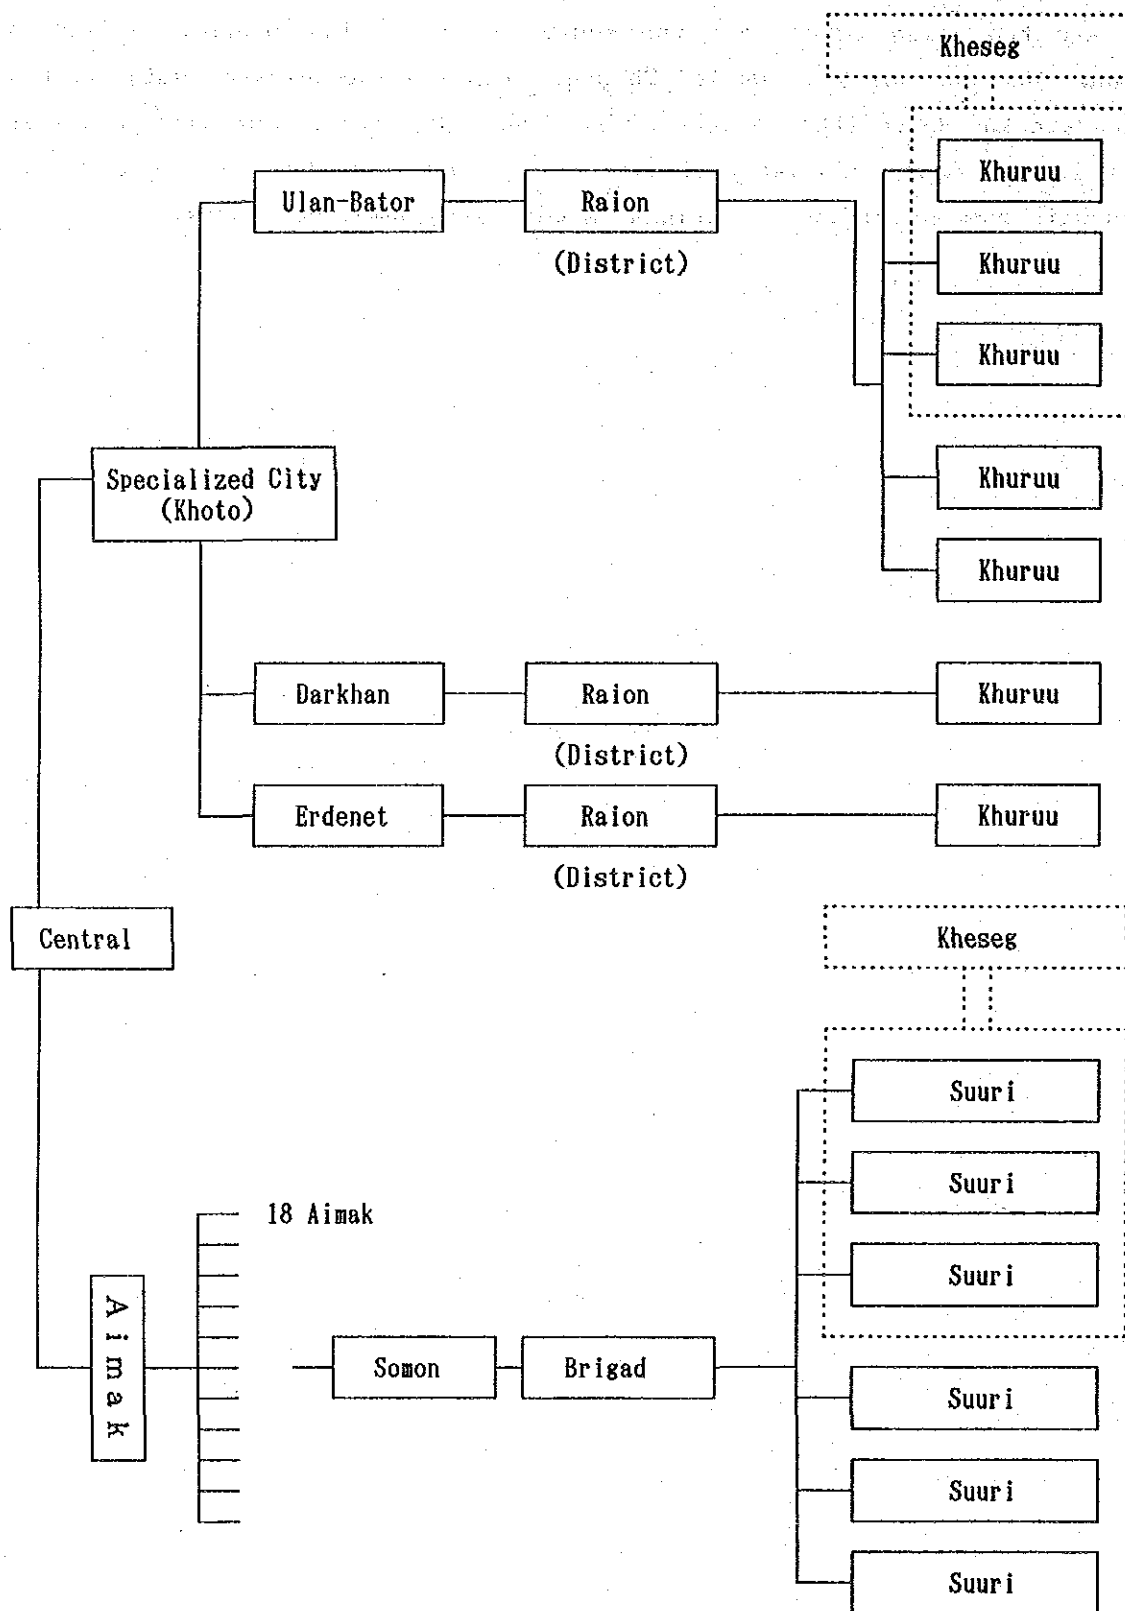 Kheseg
Khuruu
Ulan-Bator
Raion
(District)
Khuruu
Khuruu
Specialized City
(Khoto)
Khuruu
Khuruu
Darkhan
Raion
Khuruu
(District)
Erdenet
Raion
Khuruu
(District)
Central
Kheseg
Suuri
Suuri
18 Aimak
Suuri
Aimak
Somon
Brigad
Suuri
Suuri
Suuri